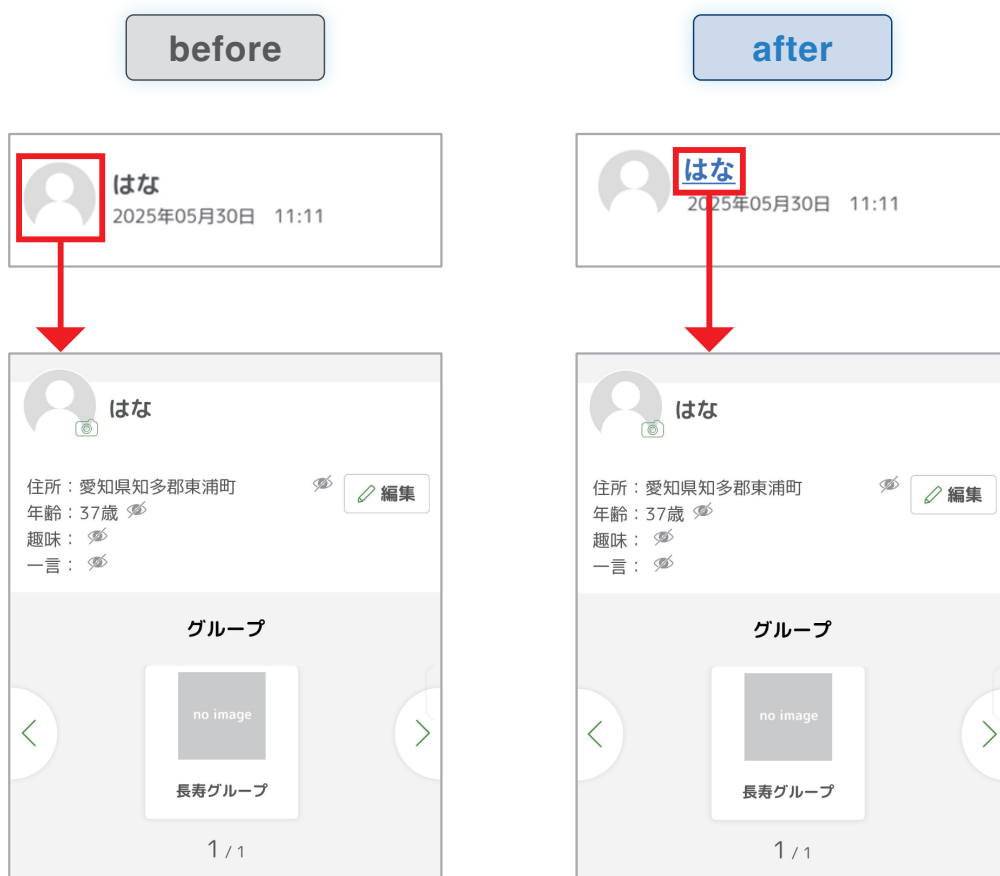 before
はな
2025年05月30日 11:11
はな
住所：愛知県知多郡東浦町
編集
年齢：37歳
趣味：
一言：
グループ
no image
長寿グループ
1 / 1
after
はな
2025年05月30日 11:11
はな
住所：愛知県知多郡東浦町
編集
年齢：37歳
趣味：
一言：
グループ
no image
長寿グループ
1 / 1